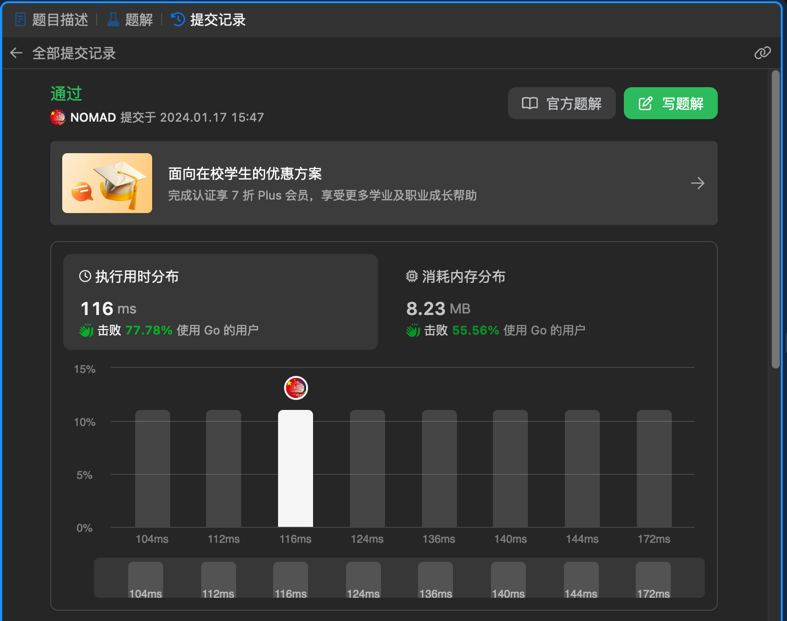 题目描述 题解 提交记录
全部提交记录
通过
NOMAD 提交于 2024.01.17 15:47
官方题解
写题解
面向在校学生的优惠方案
完成认证享 7 折 Plus 会员，享受更多学业及职业成长帮助
执行用时分布
116 ms
击败 77.78% 使用 Go 的用户
消耗内存分布
8.23 MB
击败 55.56% 使用 Go 的用户
15%
10%
5%
0%
104ms 112ms 116ms 124ms 136ms 140ms 144ms 172ms
104ms 112ms 116ms 124ms 136ms 140ms 144ms 172ms